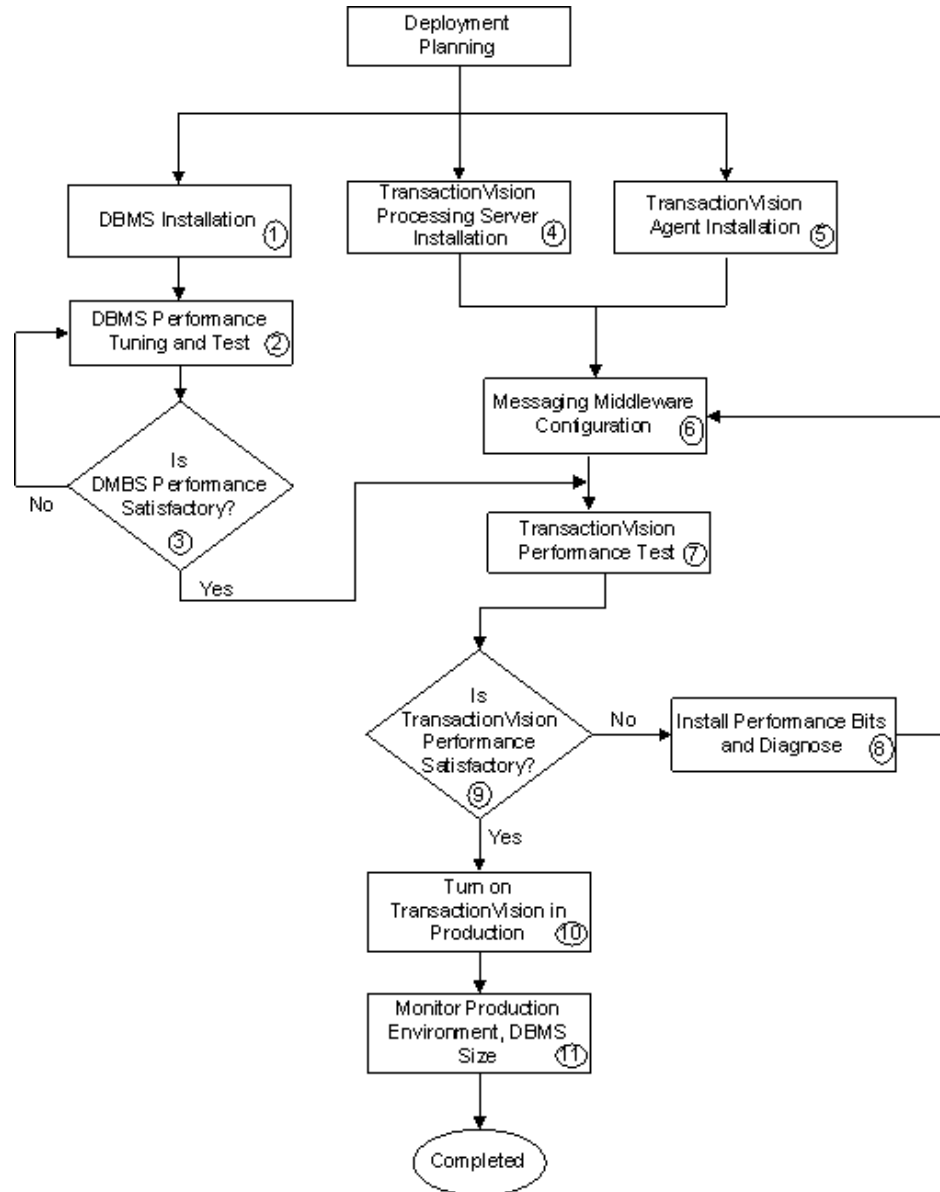 Deployment
Planning
DBMS Installation
1
TransactionVision
Processing Server
Installation
4
TransactionVision
Agent Installation
5
DBMS Performance
Tuning and Test
2
Messaging Middleware
Configuration
6
Is
DMBS Performance
Satisfactory?
3
No
Yes
TransactionVision
Performance Test
7
Is
TransactionVision
Performance
Satisfactory?
9
No
Install Performance Bits
and Diagnose
8
Yes
Turn on
TransactionVision in
Production
10
Monitor Production
Environment, DBMS
Size
11
Completed